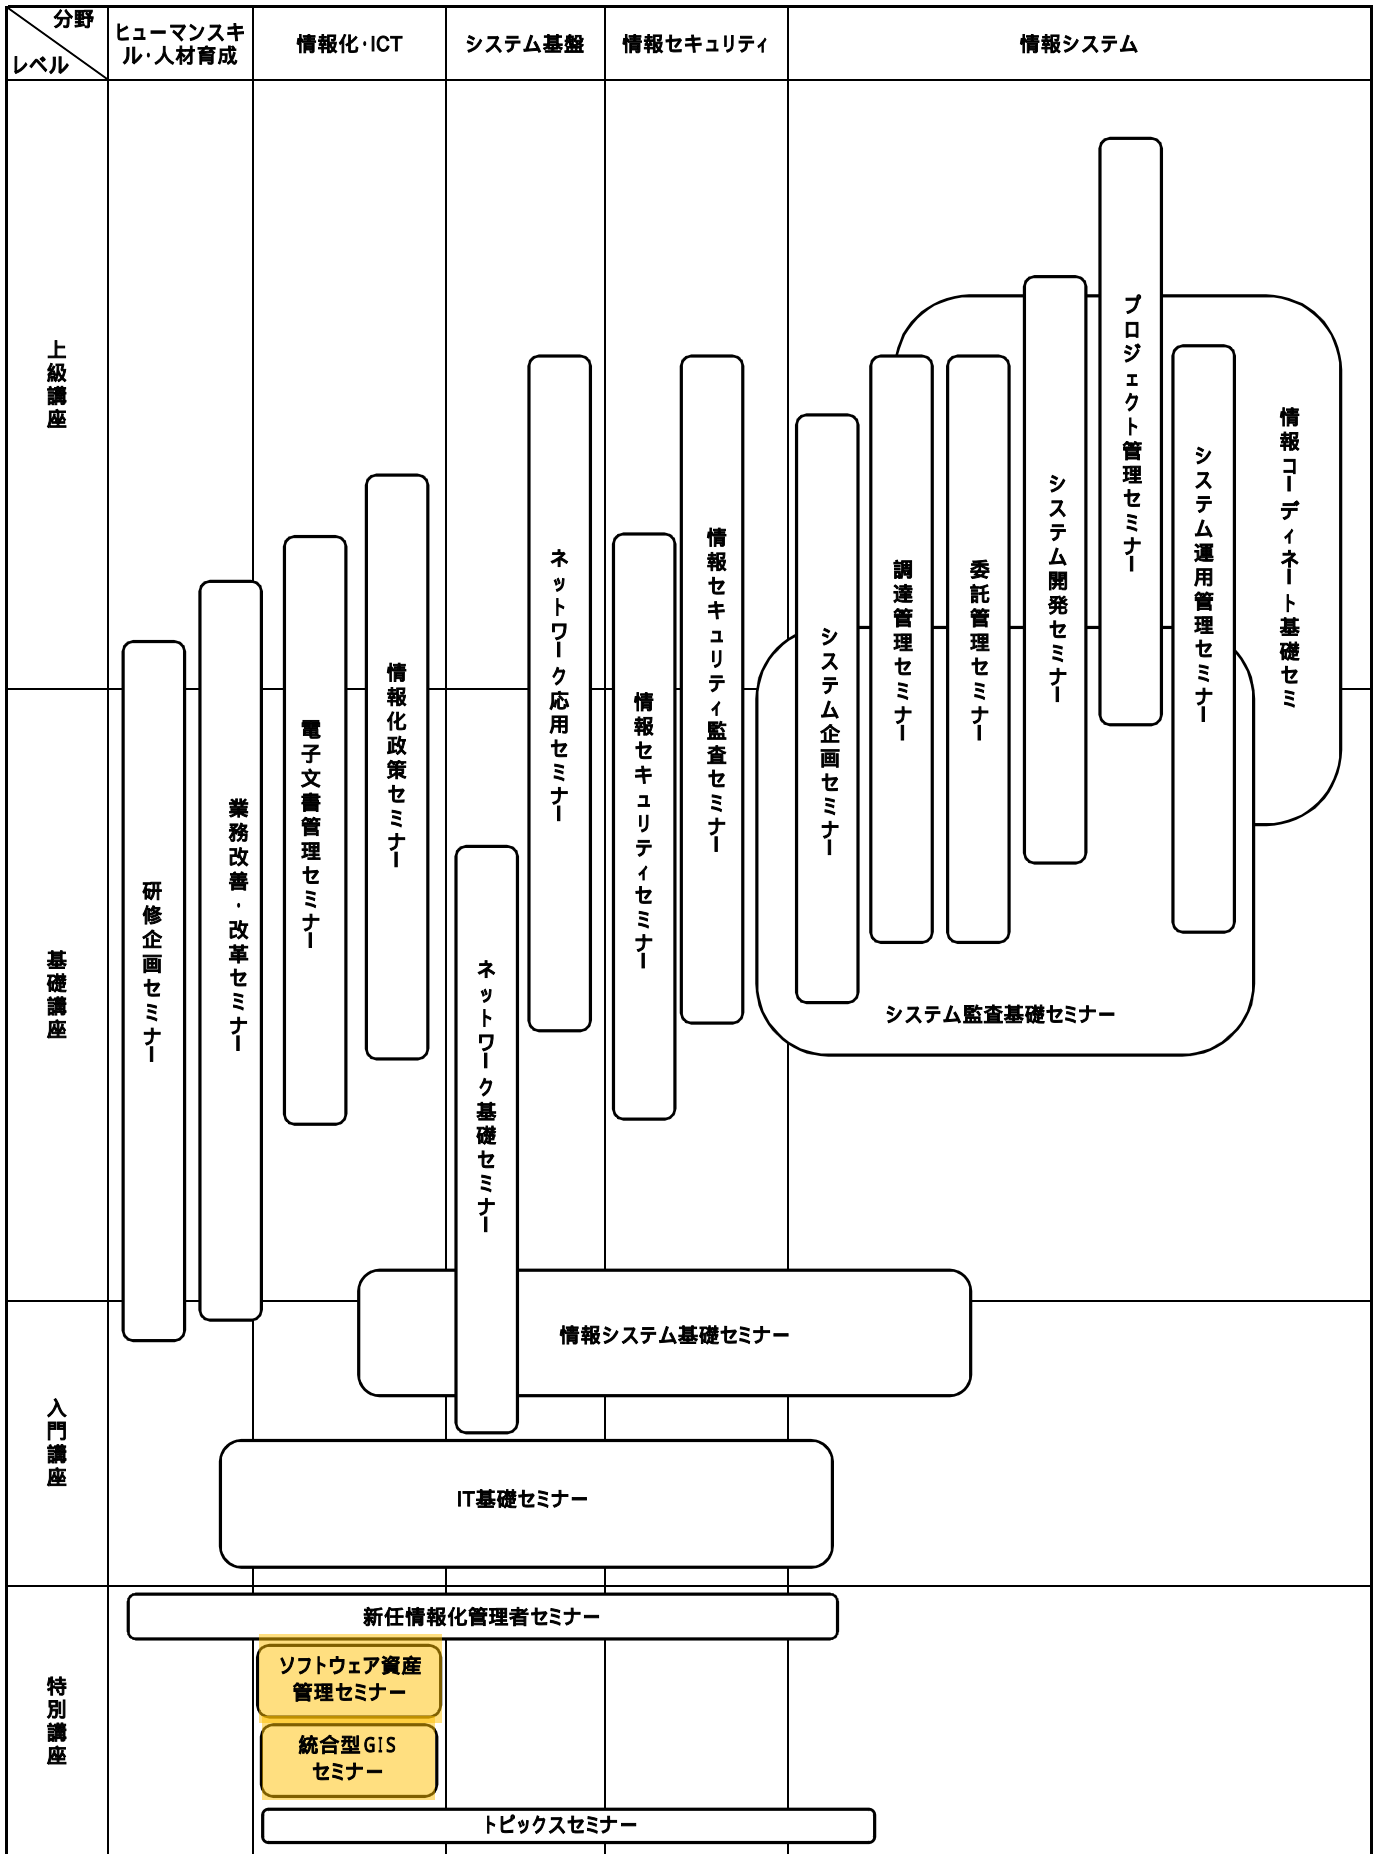 分野
レベル
ヒューマンスキ
ル・人材育成
情報化・ICT
システム基盤
情報セキュリティ
情報システム
上級講座
プロジェクト管理セミナー
システム開発セミナー
システム運用管理セミナー
情報コーディネート基礎セミ
調達管理セミナー
委託管理セミナー
システム企画セミナー
システム監査基礎セミナー
情報セキュリティ監査セミナー
情報セキュリティセミナー
ネットワーク応用セミナー
情報化政策セミナー
電子文書管理セミナー
業務改善・改革セミナー
研修企画セミナー
基礎講座
ネットワーク基礎セミナー
情報システム基礎セミナー
入門講座
IT基礎セミナー
特別講座
新任情報化管理者セミナー
ソフトウェア資産
管理セミナー
統合型GIS
セミナー
トピックスセミナー